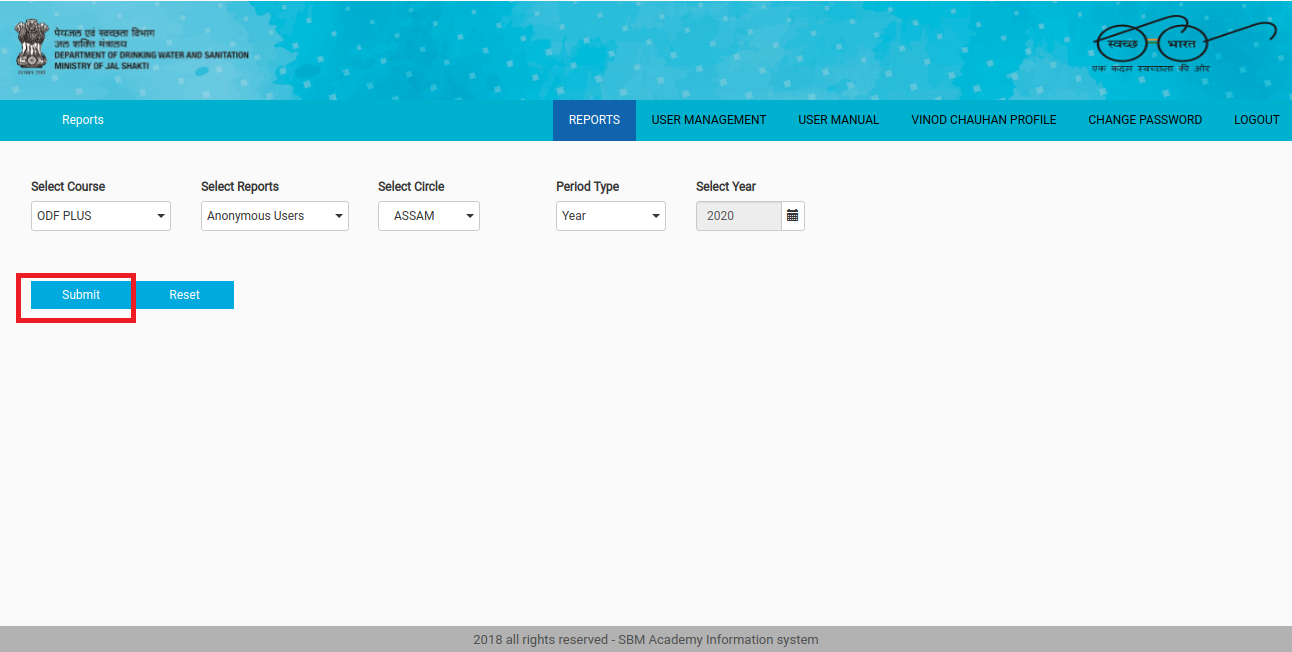 पेयजल एवं स्वच्छता विभाग
जल शक्ति मंत्रालय
DEPARTMENT OF DRINKING WATER AND SANITATION
MINISTRY OF JAL SHAKTI
स्वच्छ भारत
एक कदम स्वच्छता की ओर
Reports REPORTS USER MANAGEMENT USER MANUAL VINOD CHAUHAN PROFILE CHANGE PASSWORD LOGOUT
Select Course Select Reports Select Circle Period Type Select Year
ODF PLUS Anonymous Users ASSAM Year 2020
Submit Reset
2018 all rights reserved - SBM Academy Information system